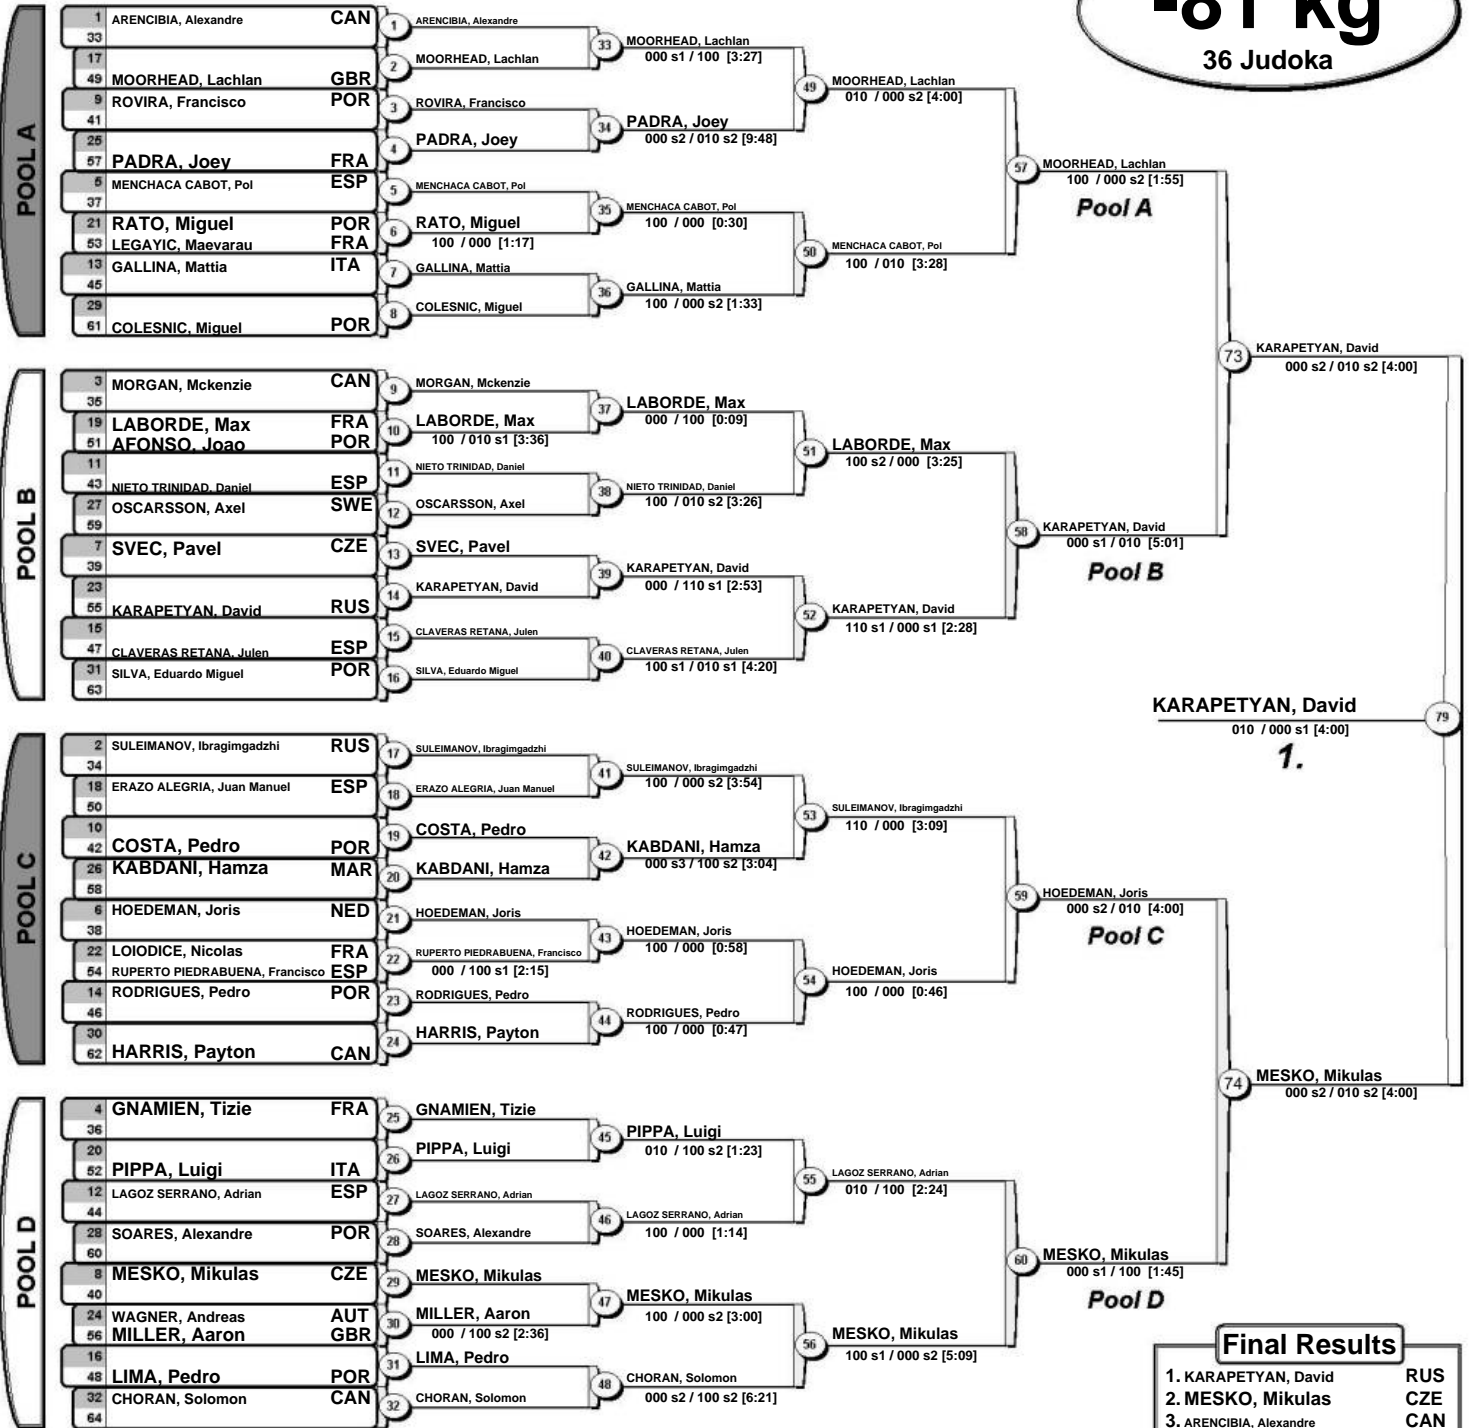 -81 kg
36 Judoka
POOL A
1 ARENCIBIA, Alexandre CAN
33
17
49 MOORHEAD, Lachlan GBR
9 ROVIRA, Francisco POR
41
25
57 PADRA, Joey FRA
5 MENCHACA CABOT, Pol ESP
37
21 RATO, Miguel POR
53 LEGAYIC, Maevarau FRA
13 GALLINA, Mattia ITA
45
29
61 COLESNIC, Miguel POR
1 ARENCIBIA, Alexandre
2 MOORHEAD, Lachlan
3 ROVIRA, Francisco
4 PADRA, Joey
5 MENCHACA CABOT, Pol
6 RATO, Miguel
100 / 000 [1:17]
7 GALLINA, Mattia
8 COLESNIC, Miguel
33 MOORHEAD, Lachlan
000 s1 / 100 [3:27]
34 PADRA, Joey
000 s2 / 010 s2 [9:48]
35 MENCHACA CABOT, Pol
100 / 000 [0:30]
36 GALLINA, Mattia
100 / 000 s2 [1:33]
49 MOORHEAD, Lachlan
010 / 000 s2 [4:00]
50 MENCHACA CABOT, Pol
100 / 010 [3:28]
57 MOORHEAD, Lachlan
100 / 000 s2 [1:55]
Pool A
POOL B
3 MORGAN, Mckenzie CAN
35
19 LABORDE, Max FRA
51 AFONSO, Joao POR
11
43 NIETO TRINIDAD, Daniel ESP
27 OSCARSSON, Axel SWE
59
7 SVEC, Pavel CZE
39
23
55 KARAPETYAN, David RUS
15
47 CLAVERAS RETANA, Julen ESP
31 SILVA, Eduardo Miguel POR
63
9 MORGAN, Mckenzie
10 LABORDE, Max
100 / 010 s1 [3:36]
11 NIETO TRINIDAD, Daniel
12 OSCARSSON, Axel
13 SVEC, Pavel
14 KARAPETYAN, David
15 CLAVERAS RETANA, Julen
16 SILVA, Eduardo Miguel
37 LABORDE, Max
000 / 100 [0:09]
38 NIETO TRINIDAD, Daniel
100 / 010 s2 [3:26]
39 KARAPETYAN, David
000 / 110 s1 [2:53]
40 CLAVERAS RETANA, Julen
100 s1 / 010 s1 [4:20]
51 LABORDE, Max
100 s2 / 000 [3:25]
52 KARAPETYAN, David
110 s1 / 000 s1 [2:28]
58 KARAPETYAN, David
000 s1 / 010 [5:01]
Pool B
73 KARAPETYAN, David
000 s2 / 010 s2 [4:00]
KARAPETYAN, David 79
010 / 000 s1 [4:00]
1.
POOL C
2 SULEIMANOV, Ibragimgadzhi RUS
34
18 ERAZO ALEGRIA, Juan Manuel ESP
50
10
42 COSTA, Pedro POR
26 KABDANI, Hamza MAR
58
6 HOEDEMAN, Joris NED
38
22 LOIODICE, Nicolas FRA
54 RUPERTO PIEDRABUENA, Francisco ESP
14 RODRIGUES, Pedro POR
46
30
62 HARRIS, Payton CAN
17 SULEIMANOV, Ibragimgadzhi
18 ERAZO ALEGRIA, Juan Manuel
19 COSTA, Pedro
20 KABDANI, Hamza
21 HOEDEMAN, Joris
22 RUPERTO PIEDRABUENA, Francisco
000 / 100 s1 [2:15]
23 RODRIGUES, Pedro
24 HARRIS, Payton
41 SULEIMANOV, Ibragimgadzhi
100 / 000 s2 [3:54]
42 KABDANI, Hamza
000 s3 / 100 s2 [3:04]
43 HOEDEMAN, Joris
100 / 000 [0:58]
44 RODRIGUES, Pedro
100 / 000 [0:47]
53 SULEIMANOV, Ibragimgadzhi
110 / 000 [3:09]
54 HOEDEMAN, Joris
100 / 000 [0:46]
59 HOEDEMAN, Joris
000 s2 / 010 [4:00]
Pool C
74 MESKO, Mikulas
000 s2 / 010 s2 [4:00]
POOL D
4 GNAMIEN, Tizie FRA
36
20
52 PIPPA, Luigi ITA
12 LAGOZ SERRANO, Adrian ESP
44
28 SOARES, Alexandre POR
60
8 MESKO, Mikulas CZE
40
24 WAGNER, Andreas AUT
56 MILLER, Aaron GBR
16
48 LIMA, Pedro POR
32 CHORAN, Solomon CAN
64
25 GNAMIEN, Tizie
26 PIPPA, Luigi
27 LAGOZ SERRANO, Adrian
28 SOARES, Alexandre
29 MESKO, Mikulas
30 MILLER, Aaron
000 / 100 s2 [2:36]
31 LIMA, Pedro
32 CHORAN, Solomon
45 PIPPA, Luigi
010 / 100 s2 [1:23]
46 LAGOZ SERRANO, Adrian
100 / 000 [1:14]
47 MESKO, Mikulas
100 / 000 s2 [3:00]
48 CHORAN, Solomon
000 s2 / 100 s2 [6:21]
55 LAGOZ SERRANO, Adrian
010 / 100 [2:24]
56 MESKO, Mikulas
100 s1 / 000 s2 [5:09]
60 MESKO, Mikulas
000 s1 / 100 [1:45]
Pool D
Final Results
1. KARAPETYAN, David RUS
2. MESKO, Mikulas CZE
3. ARENCIBIA, Alexandre CAN